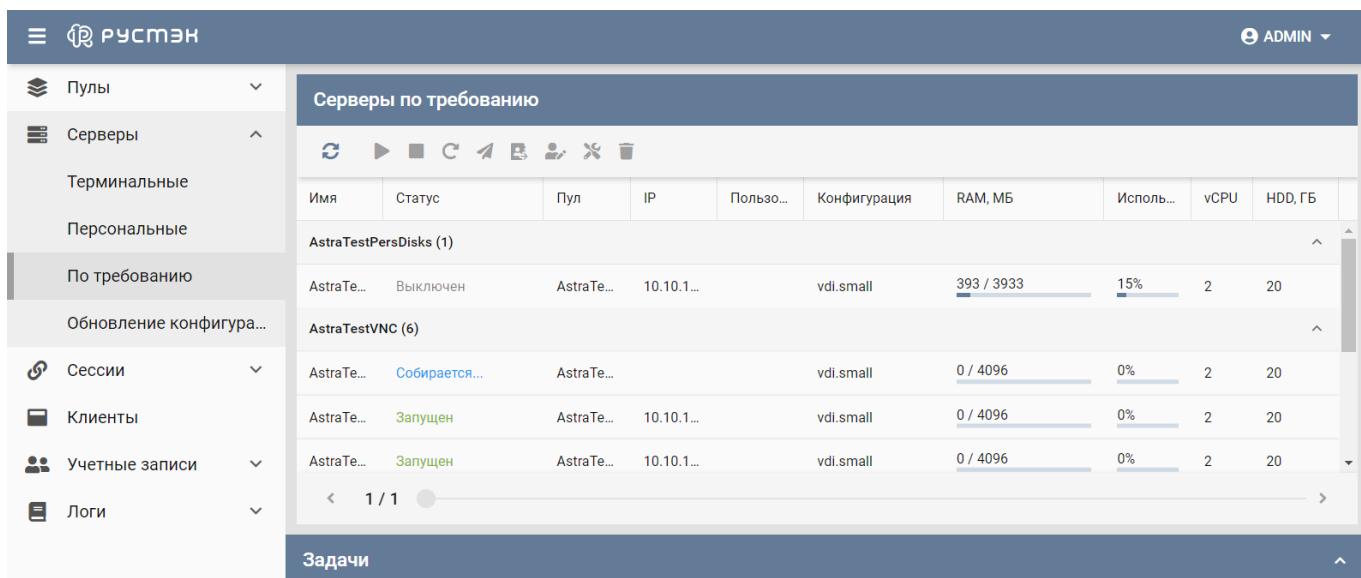 РУСТЭК
ADMIN
Пулы
Серверы
Терминальные
Персональные
По требованию
Обновление конфигура...
Сессии
Клиенты
Учетные записи
Логи
Серверы по требованию
Имя Статус Пул IP Пользо... Конфигурация RAM, МБ Исполь... vCPU HDD, ГБ
AstraTestPersDisks (1)
AstraTe... Выключен AstraTe... 10.10.1... vdi.small 393 / 3933 15% 2 20
AstraTestVNC (6)
AstraTe... Собирается... AstraTe... vdi.small 0 / 4096 0% 2 20
AstraTe... Запущен AstraTe... 10.10.1... vdi.small 0 / 4096 0% 2 20
AstraTe... Запущен AstraTe... 10.10.1... vdi.small 0 / 4096 0% 2 20
1 / 1
Задачи